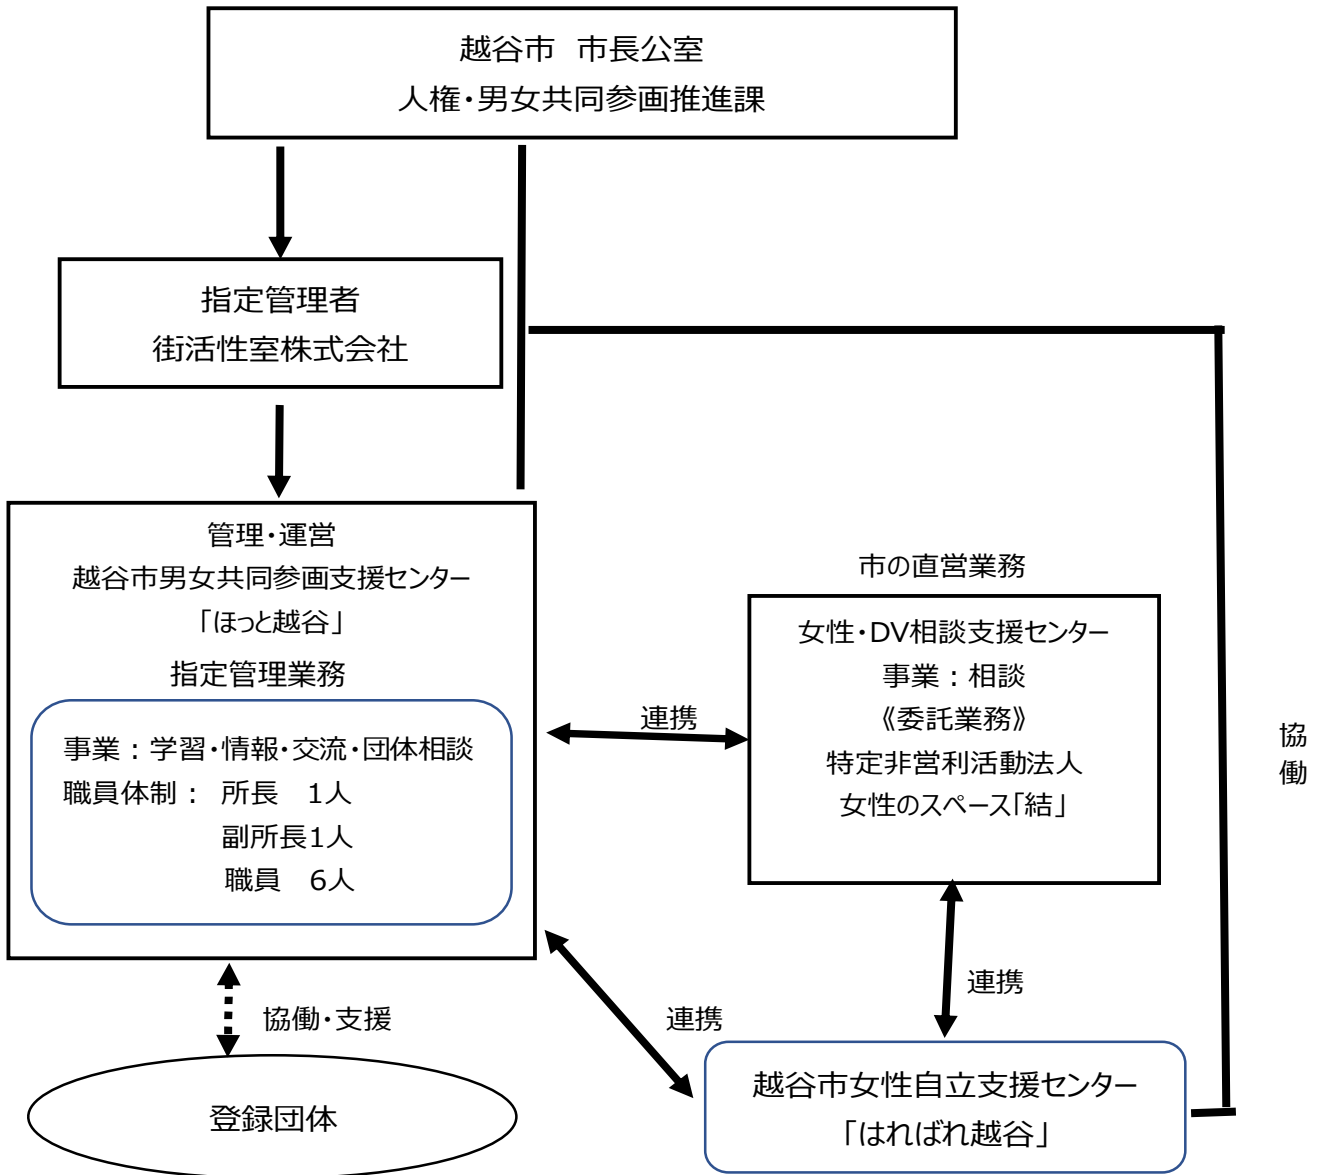 越谷市　市長公室
人権・男女共同参画推進課
指定管理者
街活性室株式会社
管理・運営
越谷市男女共同参画支援センター
「ほっと越谷」
指定管理業務
事業：学習・情報・交流・団体相談
職員体制：　所長　1人
副所長1人
職員　6人
市の直営業務
女性・DV相談支援センター
事業：相談
《委託業務》
特定非営利活動法人
女性のスペース「結」
連携
協
働
連携
連携
協働・支援
登録団体
越谷市女性自立支援センター
「はればれ越谷」